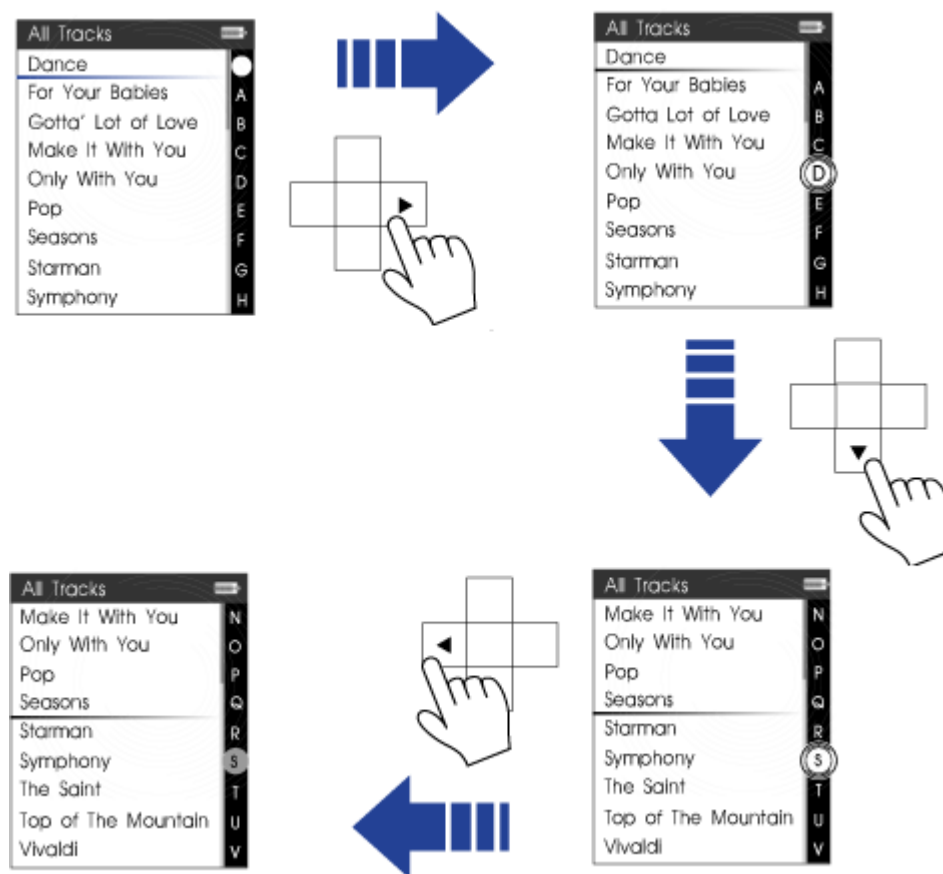 All Tracks
Dance
For Your Babies
A
Gotta' Lot of Love
B
Make It With You
C
Only With You
D
Pop
E
Seasons
F
Starman
G
Symphony
H
All Tracks
Dance
For Your Babies
A
Gotta Lot of Love
B
Make It With You
C
Only With You
D
Pop
E
Seasons
F
Starman
G
Symphony
H
All Tracks
Make It With You
N
Only With You
O
Pop
P
Seasons
Q
Starman
R
Symphony
S
The Saint
T
Top of The Mountain
U
Vivaldi
V
All Tracks
Make It With You
N
Only With You
O
Pop
P
Seasons
Q
Starman
R
Symphony
S
The Saint
T
Top of The Mountain
U
Vivaldi
V